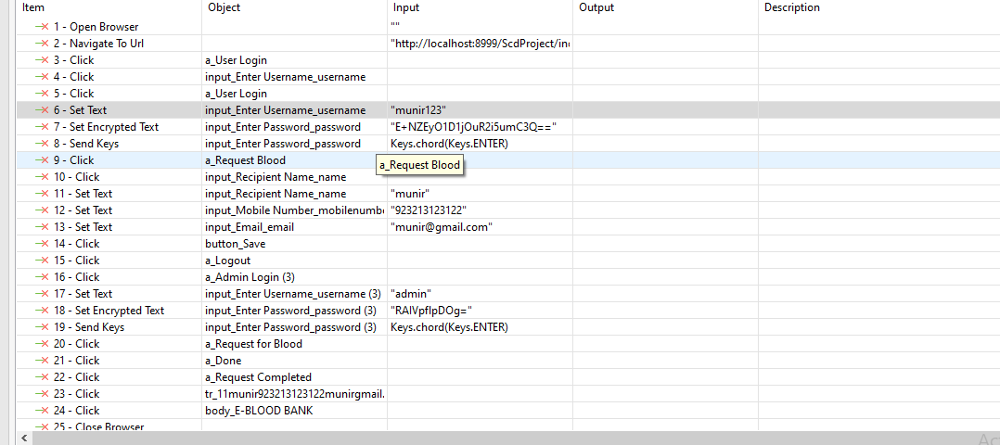 Item Object Input Output Description
1 - Open Browser ""
2 - Navigate To Url "http://localhost:8999/ScdProject/in
3 - Click a_User Login
4 - Click input_Enter Username_username
5 - Click a_User Login
6 - Set Text input_Enter Username_username "munir123"
7 - Set Encrypted Text input_Enter Password_password "E+NZEyO1D1jOuR2i5umC3Q=="
8 - Send Keys input_Enter Password_password Keys.chord(Keys.ENTER)
9 - Click a_Request Blood
a_Request Blood
10 - Click input_Recipient Name_name
11 - Set Text input_Recipient Name_name "munir"
12 - Set Text input_Mobile Number_mobilenumbe "923213123122"
13 - Set Text input_Email_email "munir@gmail.com"
14 - Click button_Save
15 - Click a_Logout
16 - Click a_Admin Login (3)
17 - Set Text input_Enter Username_username (3) "admin"
18 - Set Encrypted Text input_Enter Password_password (3) "RAIVpflpDOg="
19 - Send Keys input_Enter Password_password (3) Keys.chord(Keys.ENTER)
20 - Click a_Request for Blood
21 - Click a_Done
22 - Click a_Request Completed
23 - Click tr_11munir923213123122munirgmail.
24 - Click body_E-BLOOD BANK
25 - Close Browser